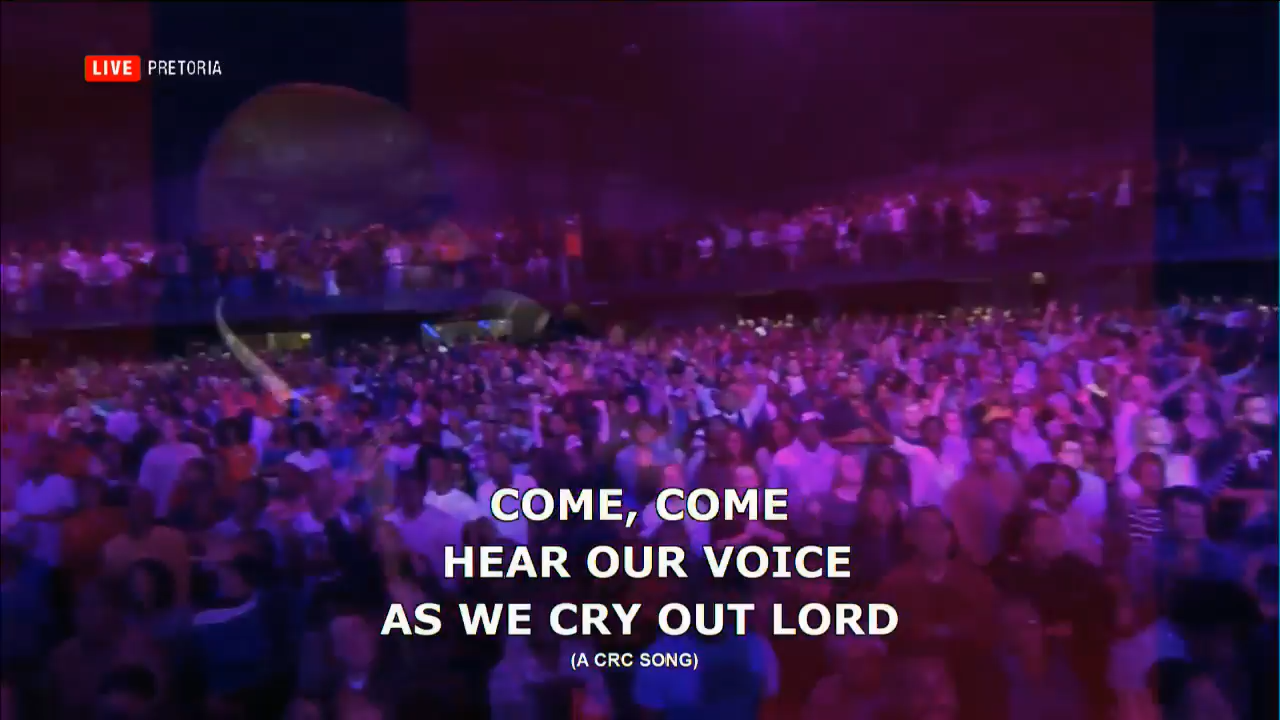 LIVE PRETORIA
COME, COME
HEAR OUR VOICE
AS WE CRY OUT LORD
(A CRC SONG)